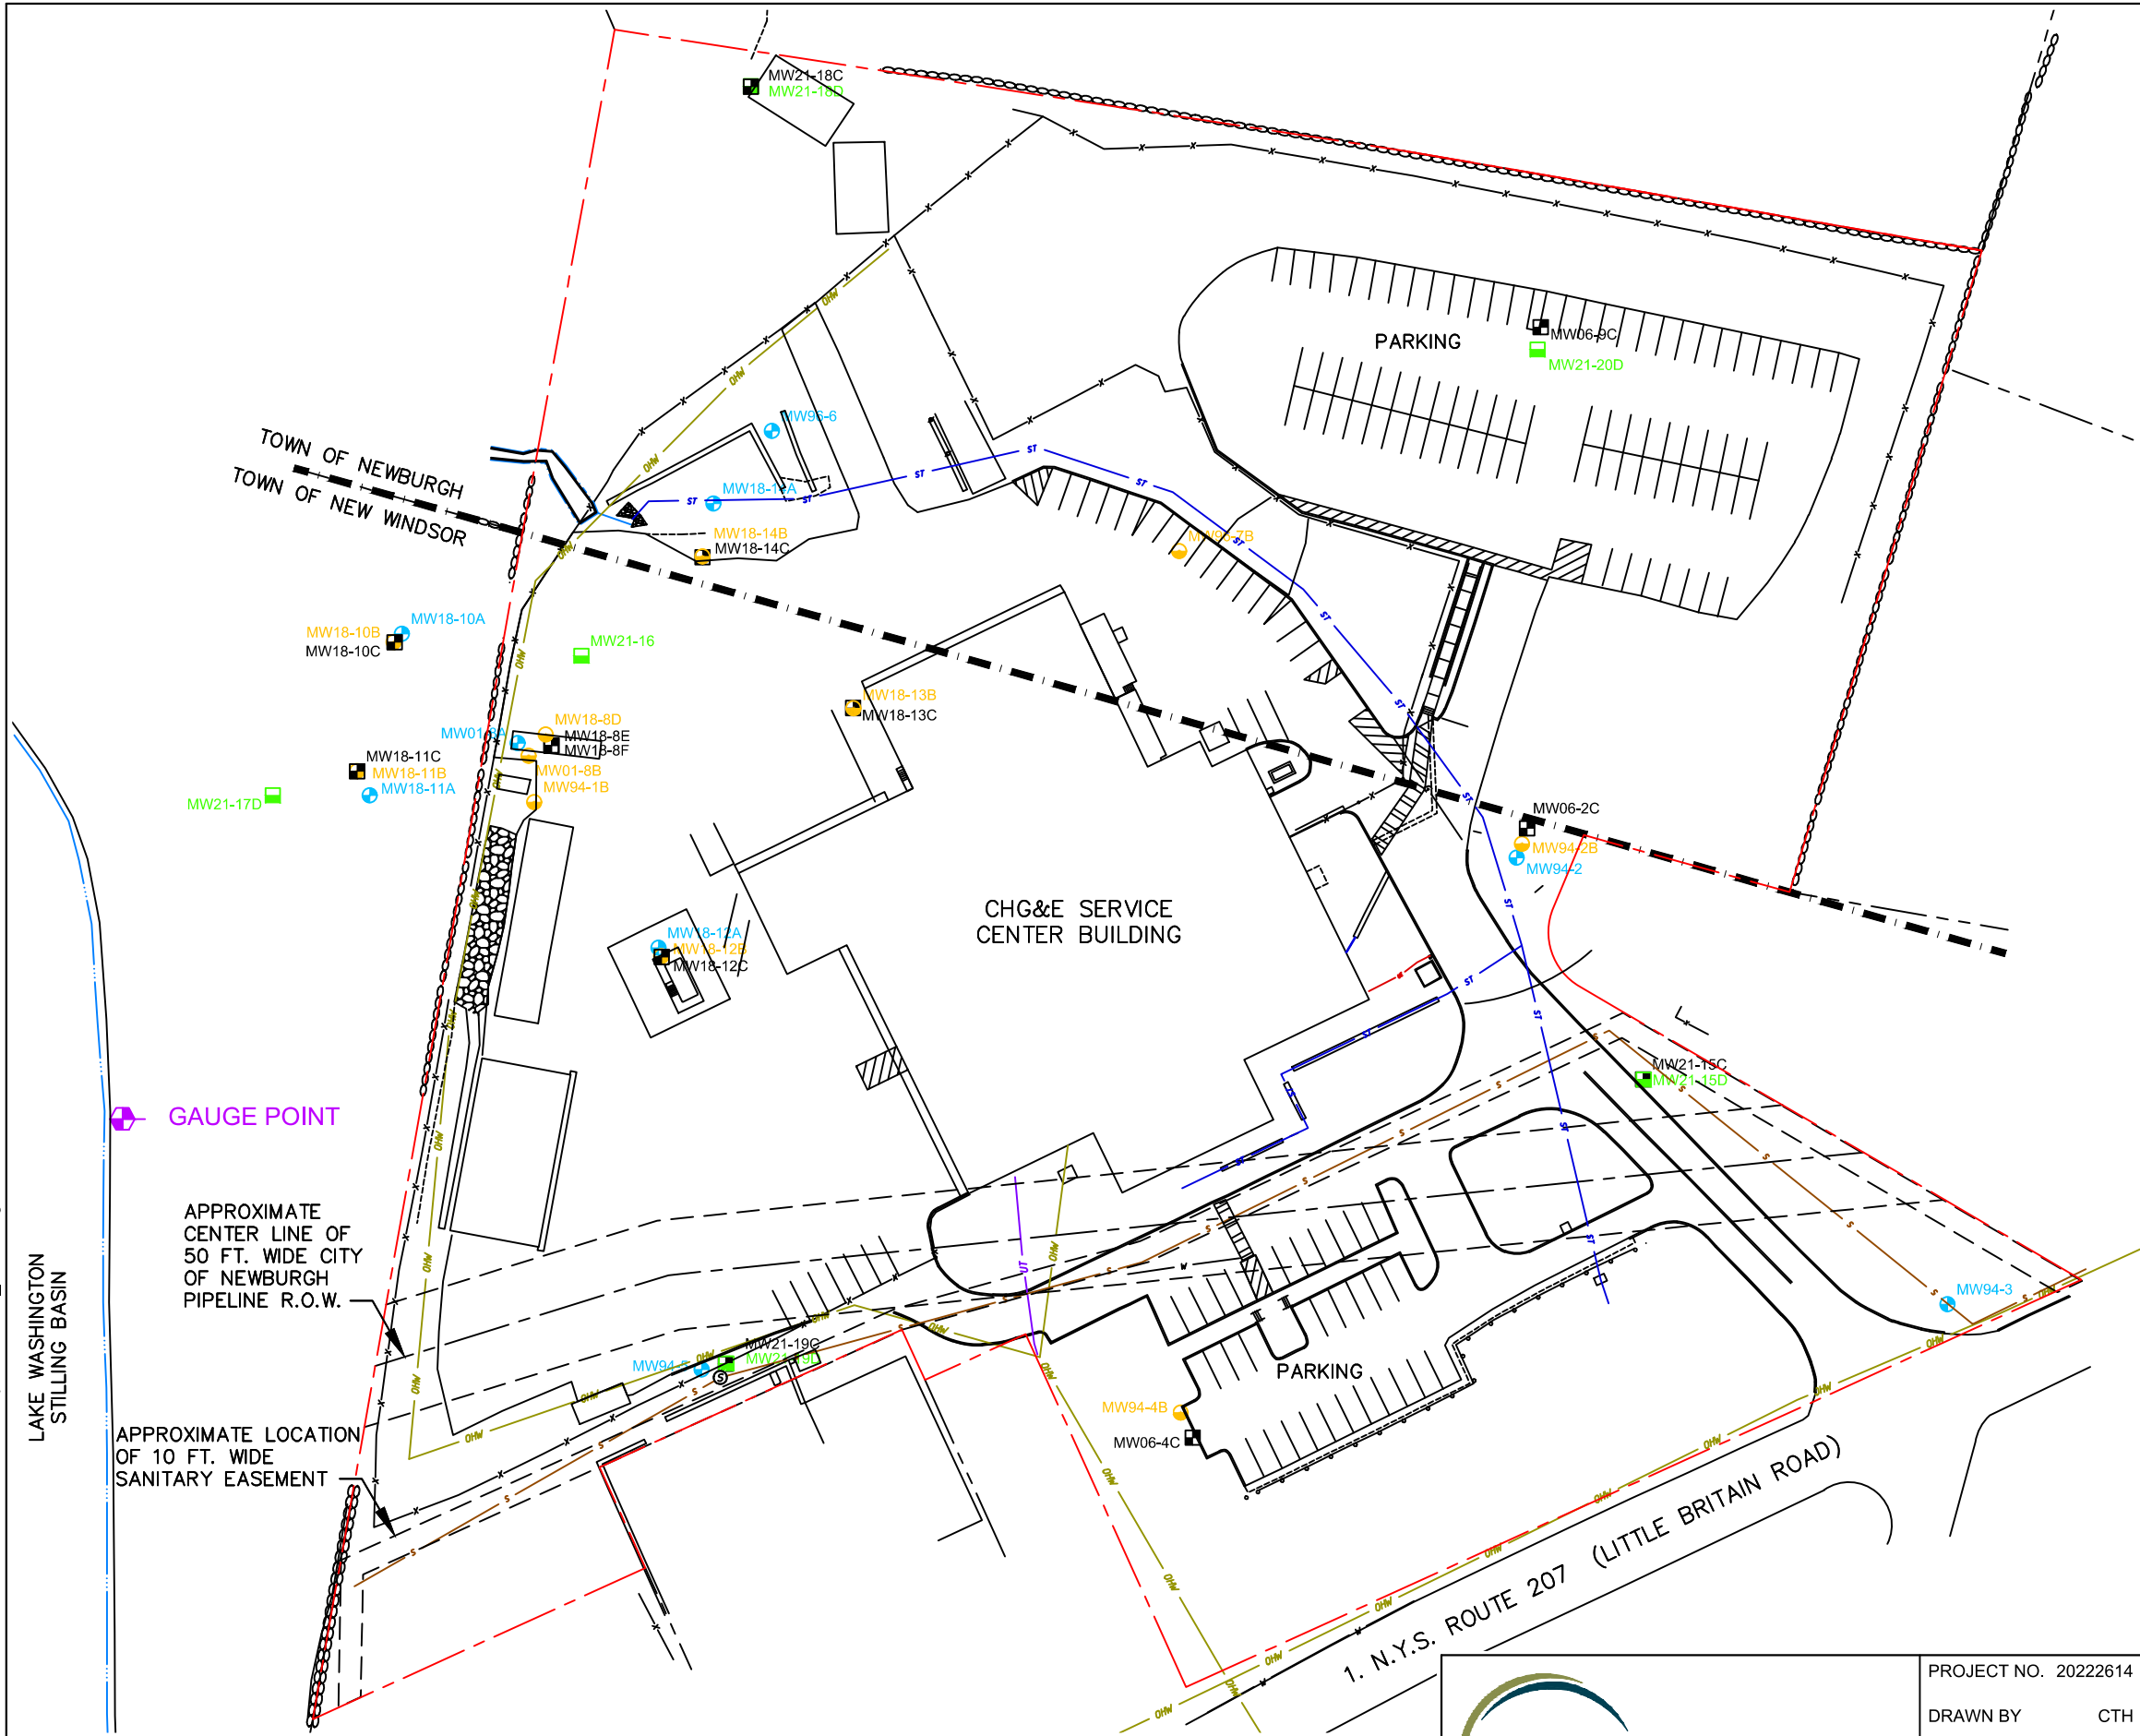 MW21-18C
MW21-18D
MW06-9C
PARKING
MW21-20D
MW96-6
TOWN OF NEWBURGH
TOWN OF NEW WINDSOR
MW18-14A
MW18-14B
MW18-14C
MW18-10A
MW18-10B
MW18-10C
MW21-16
MW18-13B
MW18-13C
MW18-8D
MW18-8E
MW18-8F
MW01-8B
MW94-1B
MW18-11C
MW18-11B
MW18-11A
MW21-17D
MW06-2C
MW94-2B
MW94-2
CHG&E SERVICE
CENTER BUILDING
MW18-12A
MW18-12B
MW18-12C
MW21-15C
MW21-15D
GAUGE POINT
APPROXIMATE
CENTER LINE OF
50 FT. WIDE CITY
OF NEWBURGH
PIPELINE R.O.W.
LAKE WASHINGTON
STILLING BASIN
MW94-3
MW21-19C
MW21-19D
PARKING
MW94-4B
MW06-4C
APPROXIMATE LOCATION
OF 10 FT. WIDE
SANITARY EASEMENT
1. N.Y.S. ROUTE 207 (LITTLE BRITAIN ROAD)
PROJECT NO. 20222614
DRAWN BY CTH